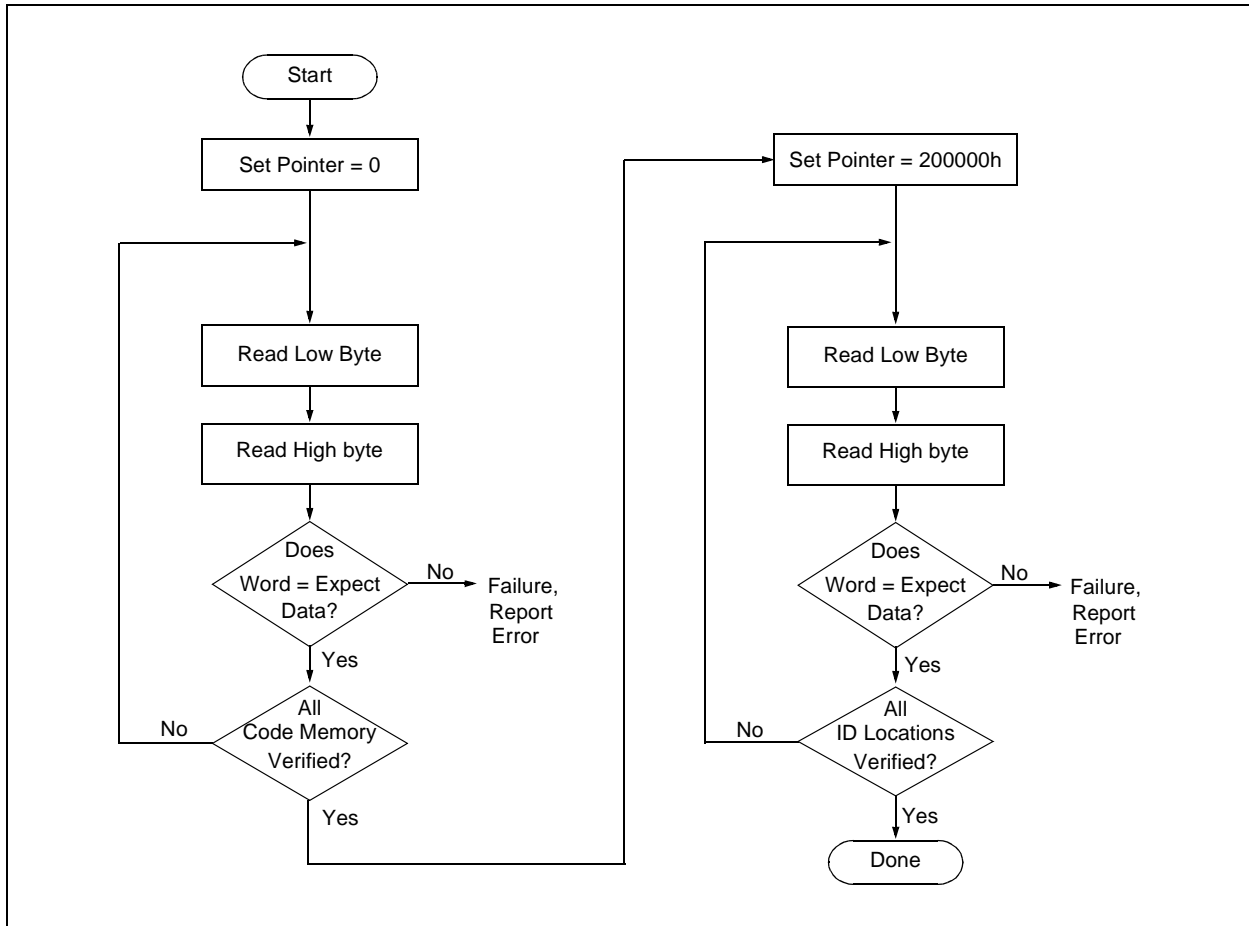 Start
Set Pointer = 0
Read Low Byte
Read High byte
Does
Word = Expect
Data?
No
Failure,
Report
Error
Yes
All
Code Memory
Verified?
No
Yes
Set Pointer = 200000h
Read Low Byte
Read High byte
Does
Word = Expect
Data?
No
Failure,
Report
Error
Yes
All
ID Locations
Verified?
No
Yes
Done